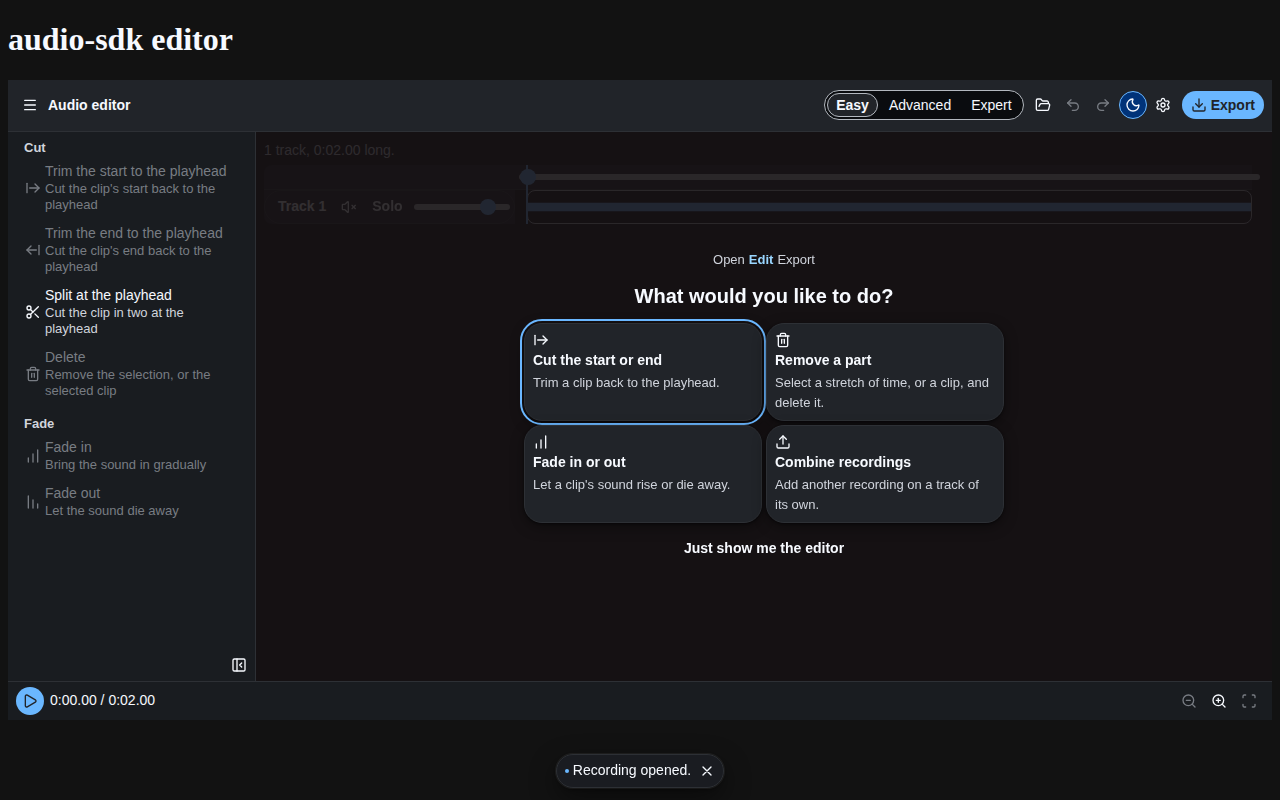 audio-sdk editor
Audio editor
Easy
Advanced
Expert
Export
Cut
Trim the start to the playhead
Cut the clip's start back to the
playhead
Trim the end to the playhead
Cut the clip's end back to the
playhead
Split at the playhead
Cut the clip in two at the
playhead
Delete
Remove the selection, or the
selected clip
Fade
Fade in
Bring the sound in gradually
Fade out
Let the sound die away
1 track, 0:02.00 long.
Track 1
Solo
Open Edit Export
What would you like to do?
Cut the start or end
Trim a clip back to the playhead.
Remove a part
Select a stretch of time, or a clip, and
delete it.
Fade in or out
Let a clip's sound rise or die away.
Combine recordings
Add another recording on a track of
its own.
Just show me the editor
0:00.00 / 0:02.00
Recording opened.